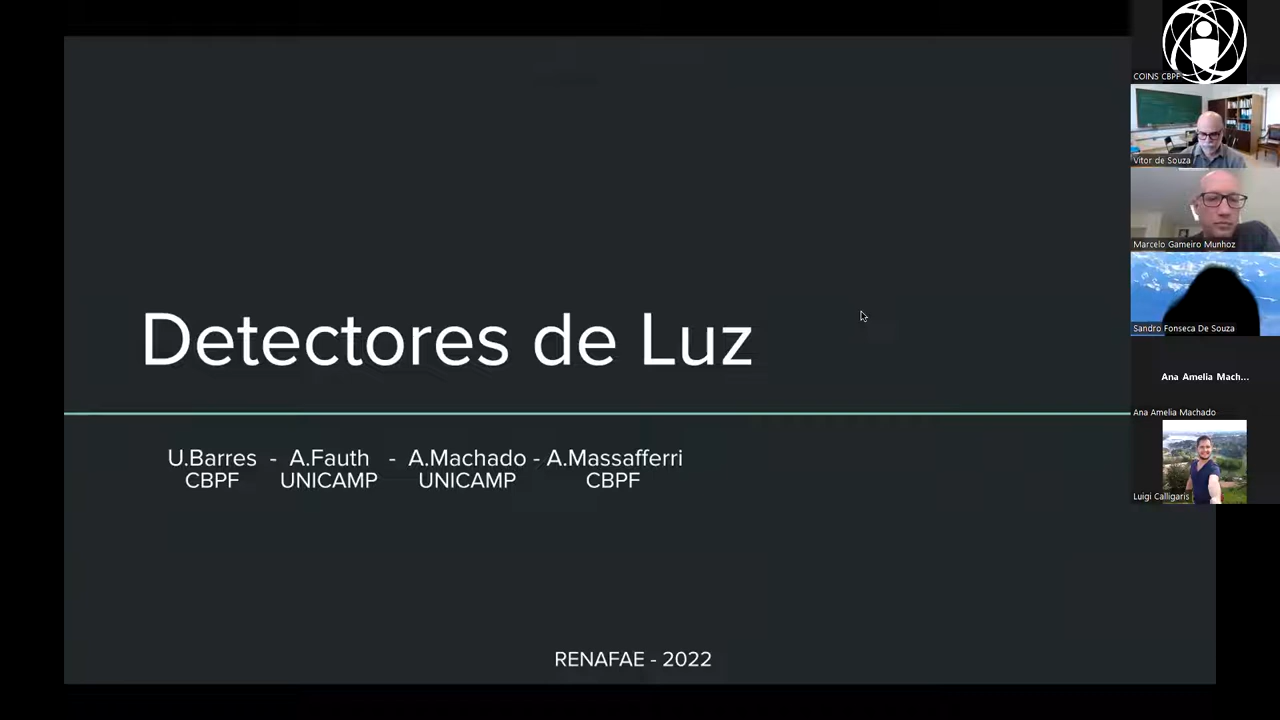 Detectores de Luz
U.Barres - A.Fauth - A.Machado - A.Massafferri
CBPF UNICAMP UNICAMP CBPF
RENAFAE - 2022
COINS CBPF
Vitor de Souza
Marcelo Gameiro Munhoz
Sandro Fonseca De Souza
Ana Amelia Mach...
Ana Amelia Machado
Luigi Calligaris